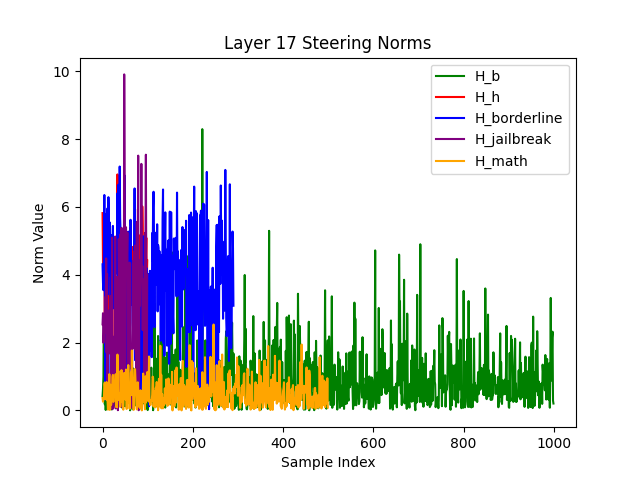 Layer 17 Steering Norms
H_b
H_h
H_borderline
H_jailbreak
H_math
Norm Value
10
8
6
4
2
0
0 200 400 600 800 1000
Sample Index